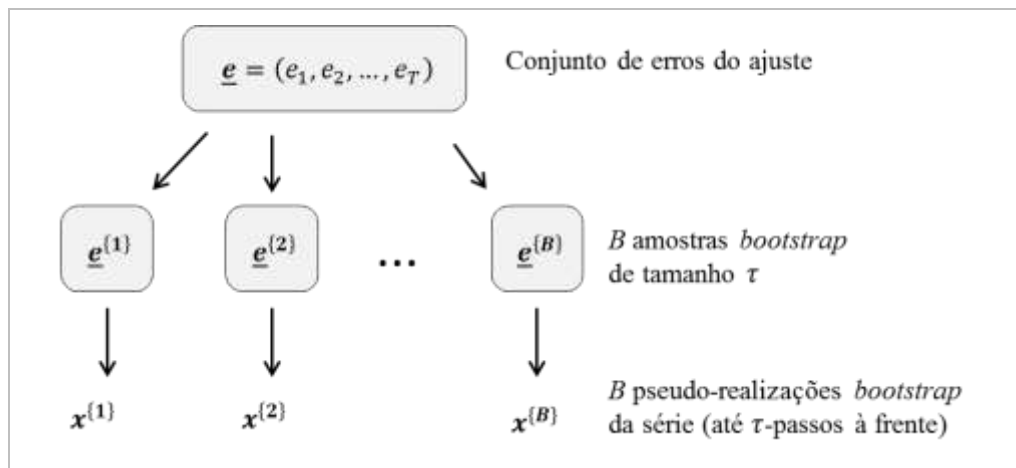 e = (e₁, e₂, …, e_T)
Conjunto de erros do ajuste
e^{1} e^{2} ••• e^{B}
B amostras bootstrap
de tamanho τ
x^{1} x^{2} x^{B}
B pseudo-realizações bootstrap
da série (até τ-passos à frente)